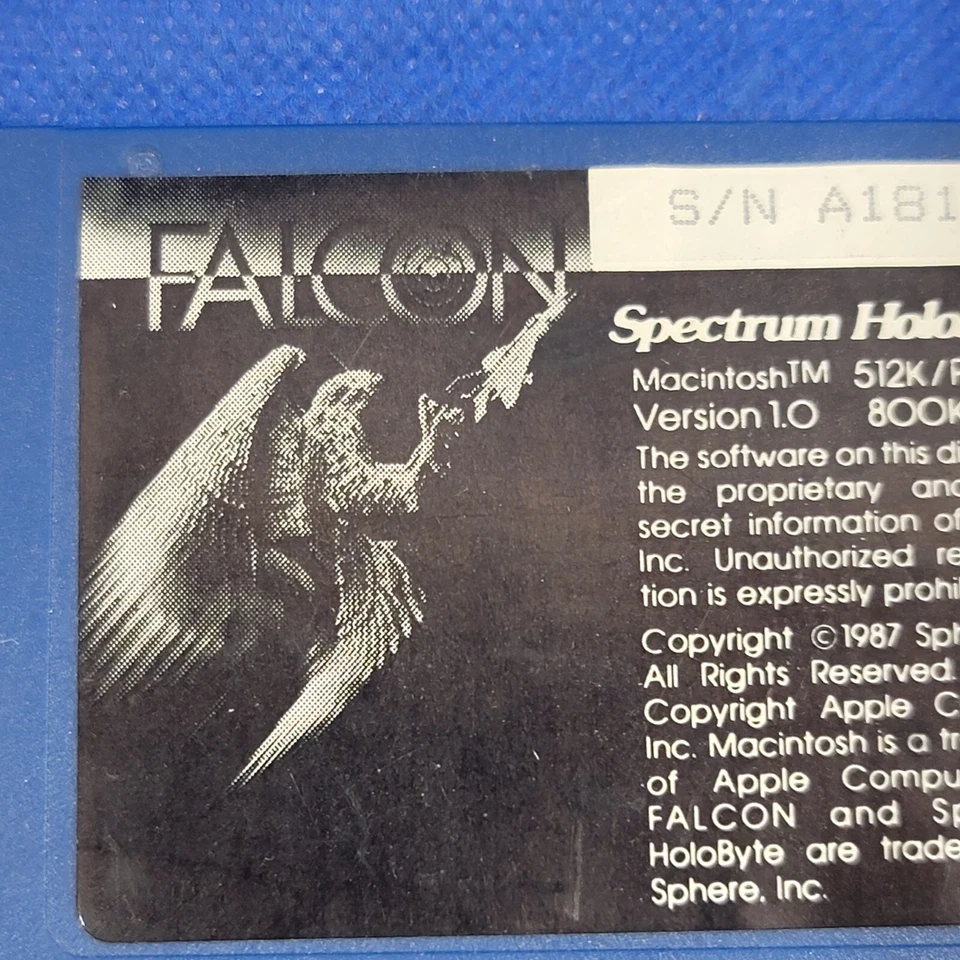 FALCON
S/N A181
Spectrum Holo
Macintosh™ 512K/P
Version 1.0 800K
The software on this di
the proprietary and
secret information of
Inc. Unauthorized re
tion is expressly prohi
Copyright ©1987 Sph
All Rights Reserved.
Copyright Apple C
Inc. Macintosh is a tr
of Apple Compu
FALCON and Sp
HoloByte are trade
Sphere, Inc.